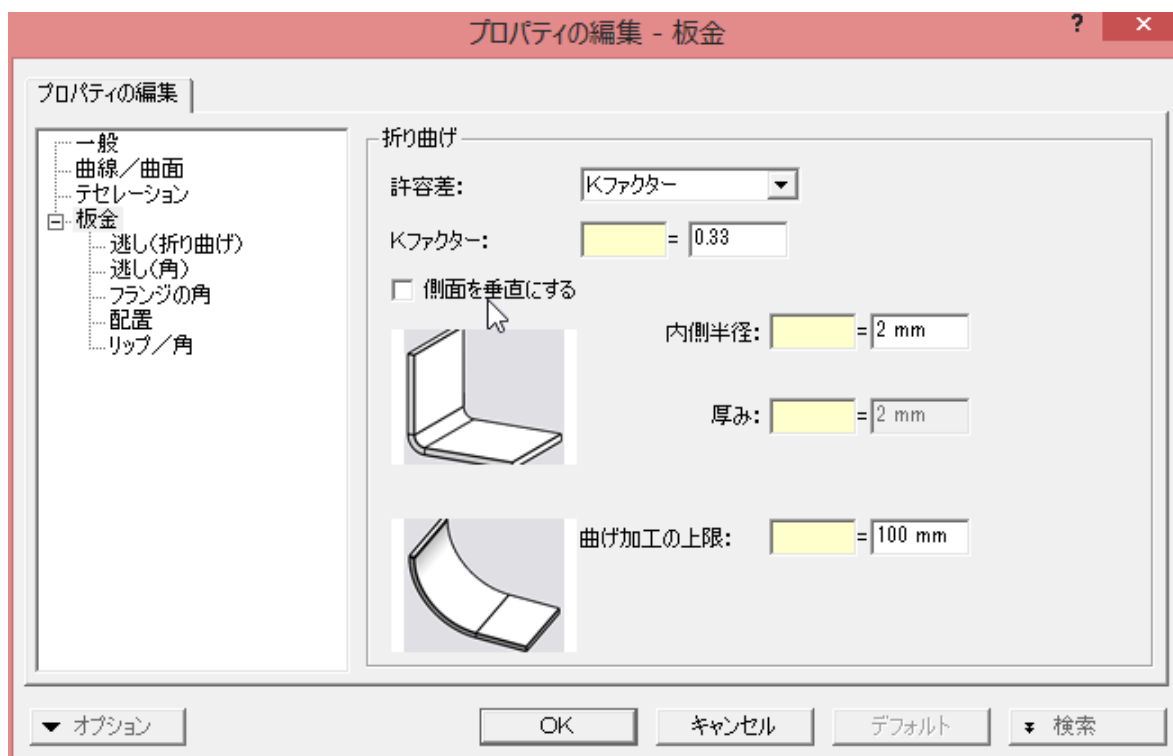 プロパティの編集 - 板金
?
×
プロパティの編集
一般
曲線／曲面
テセレーション
板金
逃し(折り曲げ)
逃し(角)
フランジの角
配置
リップ／角
折り曲げ
許容差: Kファクター
Kファクター: = 0.33
側面を垂直にする
内側半径: = 2 mm
厚み: = 2 mm
曲げ加工の上限: = 100 mm
オプション OK キャンセル デフォルト 検索